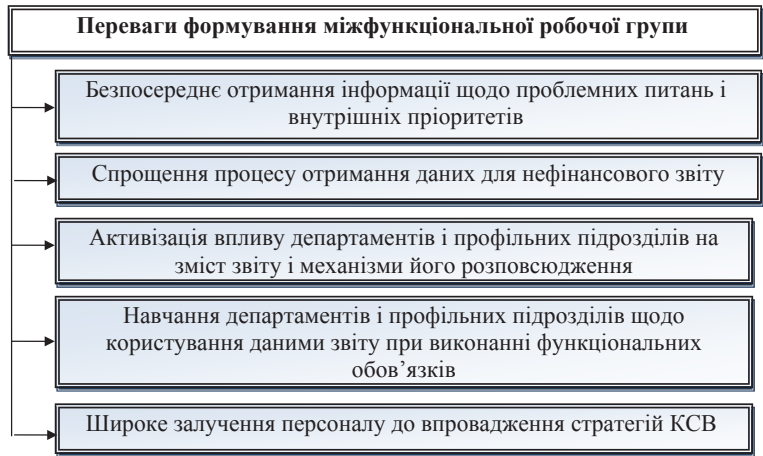 Переваги формування міжфункціональної робочої групи
Безпосереднє отримання інформації щодо проблемних питань і
внутрішніх пріоритетів
Спрощення процесу отримання даних для нефінансового звіту
Активізація впливу департаментів і профільних підрозділів на
зміст звіту і механізми його розповсюдження
Навчання департаментів і профільних підрозділів щодо
користування даними звіту при виконанні функціональних
обов’язків
Широке залучення персоналу до впровадження стратегій КСВ